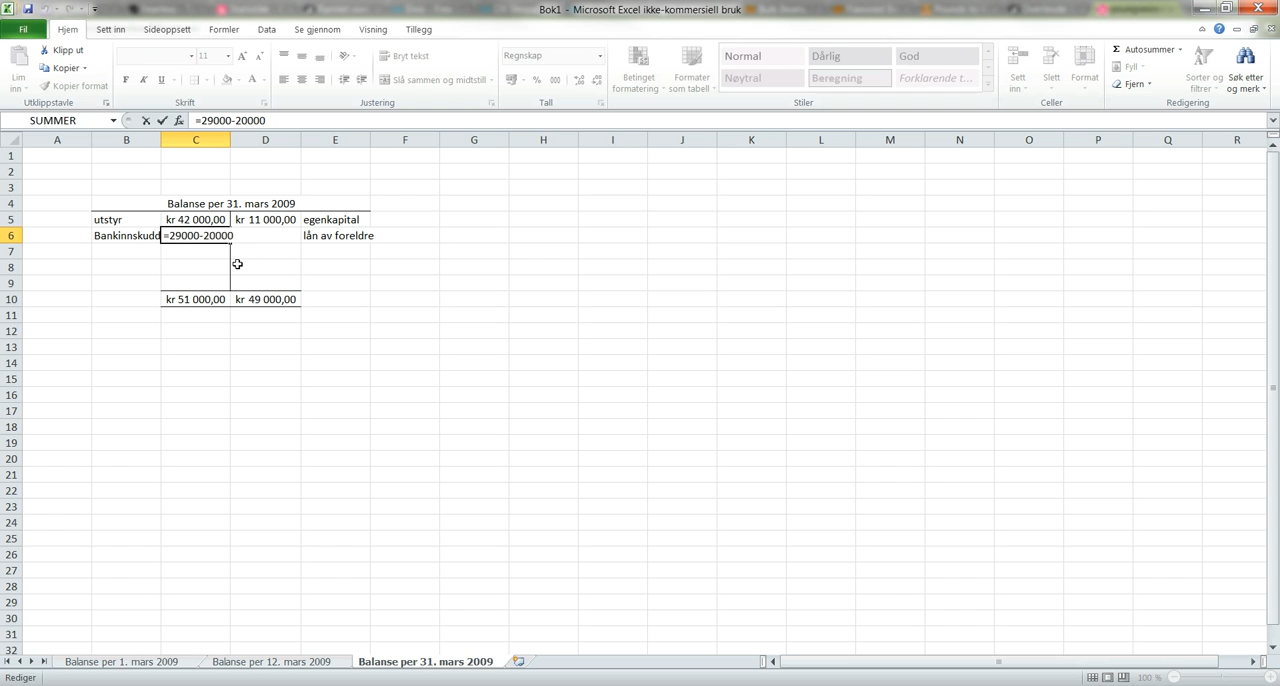 Bok1 - Microsoft Excel ikke-kommersiell bruk
Fil Hjem Sett inn Sideoppsett Formler Data Se gjennom Visning Tillegg
Lim inn
Klipp ut
Kopier
Kopier format
Utklippstavle
11
F K U
Skrift
Bryt tekst
Slå sammen og midtstill
Justering
Regnskap
% 000
Tall
Betinget formatering
Formater som tabell
Normal Dårlig God
Nøytral Beregning Forklarende t...
Stiler
Sett inn
Slett
Format
Celler
Autosummer
Fyll
Fjern
Sorter og filtrer
Søk etter og merk
Redigering
SUMMER =29000-20000
A B C D E F G H I J K L M N O P Q R
1
2
3
4 Balanse per 31. mars 2009
5 utstyr kr 42 000,00 kr 11 000,00 egenkapital
6 Bankinnskudd =29000-20000 lån av foreldre
7
8
9
10 kr 51 000,00 kr 49 000,00
11
12
13
14
15
16
17
18
19
20
21
22
23
24
25
26
27
28
29
30
31
32
Balanse per 1. mars 2009 Balanse per 12. mars 2009 Balanse per 31. mars 2009
Rediger 100 %